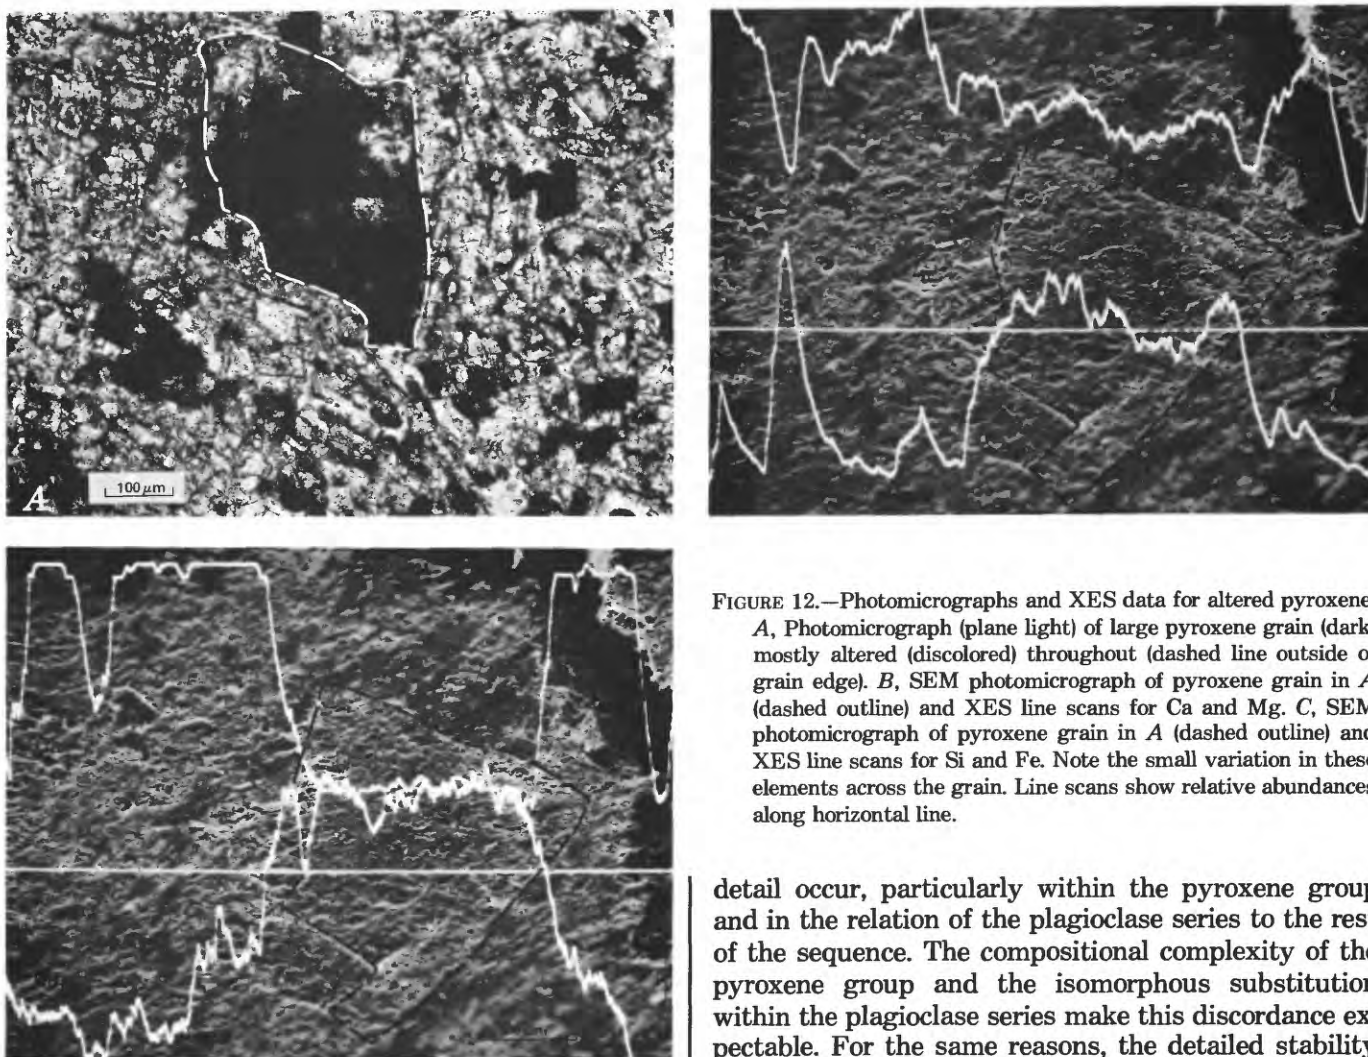 A
100 µm
FIGURE 12.—Photomicrographs and XES data for altered pyroxene
A, Photomicrograph (plane light) of large pyroxene grain (dark
mostly altered (discolored) throughout (dashed line outside o
grain edge). B, SEM photomicrograph of pyroxene grain in A
(dashed outline) and XES line scans for Ca and Mg. C, SEM
photomicrograph of pyroxene grain in A (dashed outline) and
XES line scans for Si and Fe. Note the small variation in these
elements across the grain. Line scans show relative abundances
along horizontal line.
detail occur, particularly within the pyroxene group
and in the relation of the plagioclase series to the res
of the sequence. The compositional complexity of the
pyroxene group and the isomorphous substitution
within the plagioclase series make this discordance ex
pectable. For the same reasons, the detailed stability